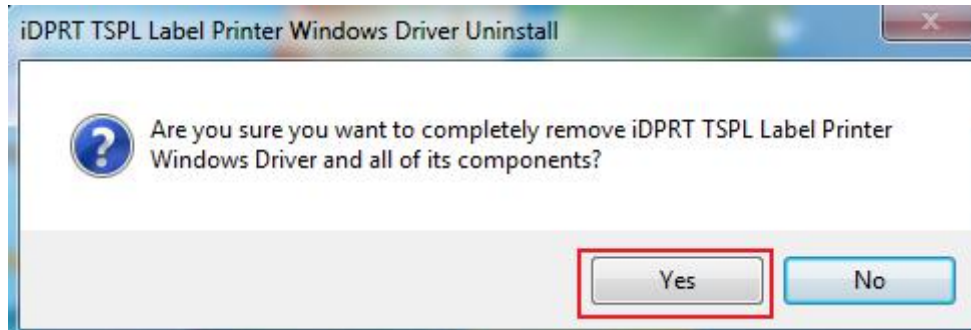 iDPRT TSPL Label Printer Windows Driver Uninstall
Are you sure you want to completely remove iDPRT TSPL Label Printer
Windows Driver and all of its components?
Yes No